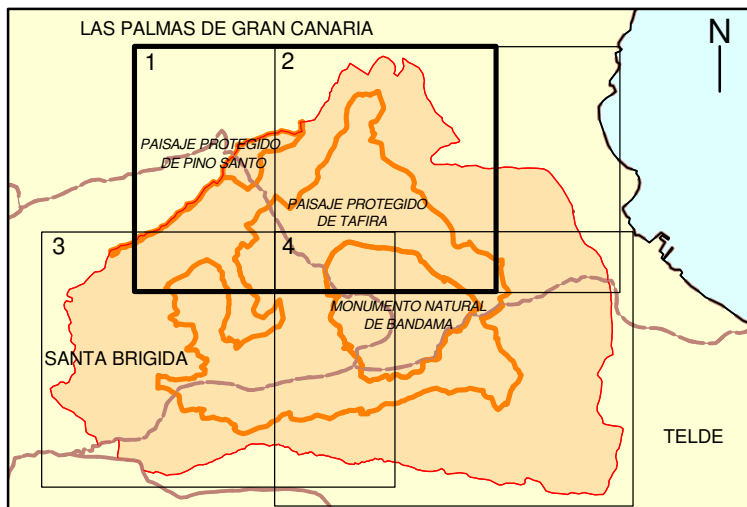 LAS PALMAS DE GRAN CANARIA
N
1
2
PAISAJE PROTEGIDO
DE PINO SANTO
PAISAJE PROTEGIDO
DE TAFIRA
3
4
MONUMENTO NATURAL
DE BANDAMA
SANTA BRIGIDA
TELDE